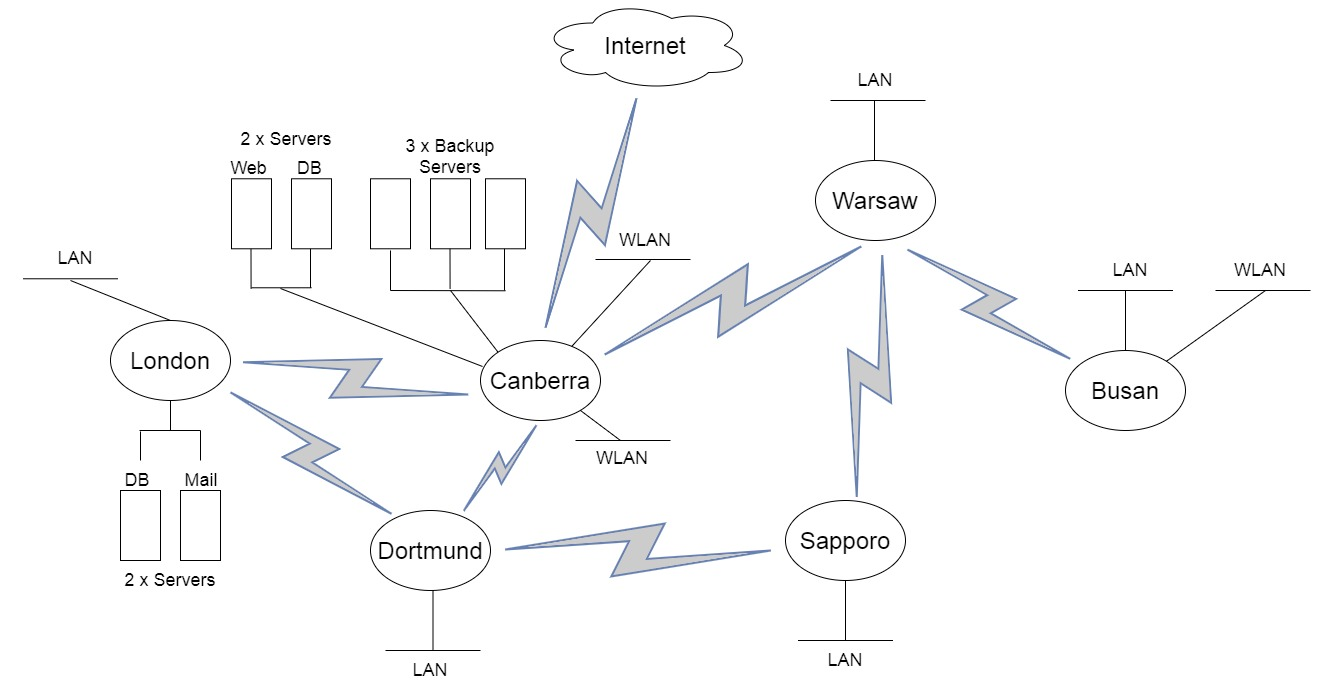 Internet
LAN
2 x Servers
3 x Backup
Servers
Web
DB
Warsaw
WLAN
LAN
LAN
WLAN
London
Canberra
Busan
WLAN
DB
Mail
Dortmund
Sapporo
2 x Servers
LAN
LAN